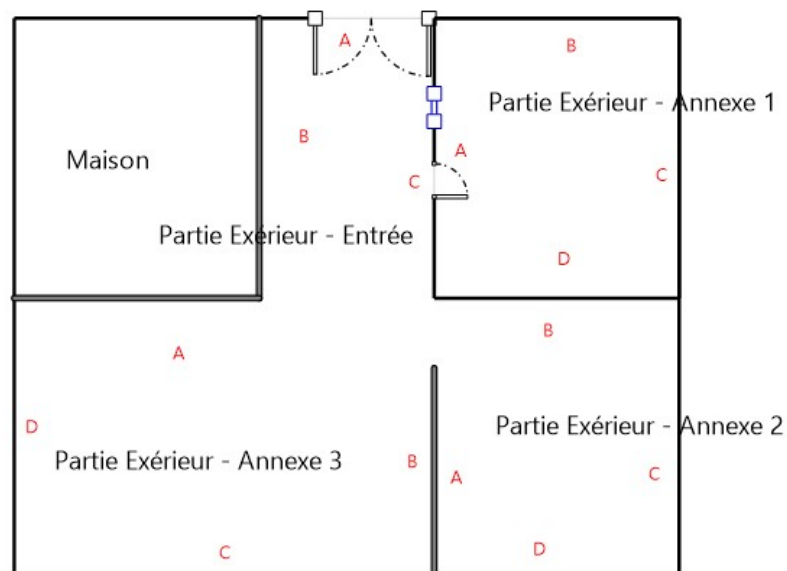 A
B
Partie Exérieur - Annexe 1
B
A
Maison
C
C
Partie Exérieur - Entrée
D
B
A
D
Partie Exérieur - Annexe 2
Partie Exérieur - Annexe 3
B
A
C
D
C